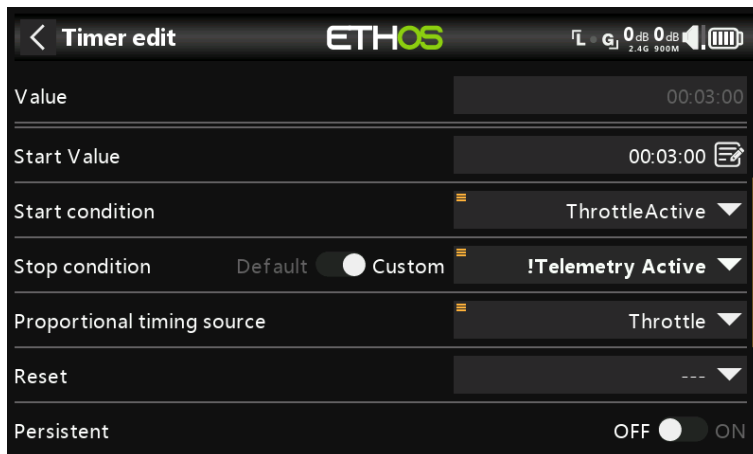 Timer edit ETHOS L G 0dB 0dB
2.4G 900M
Value 00:03:00
Start Value 00:03:00
Start condition ThrottleActive
Stop condition Default Custom !Telemetry Active
Proportional timing source Throttle
Reset ---
Persistent OFF ON